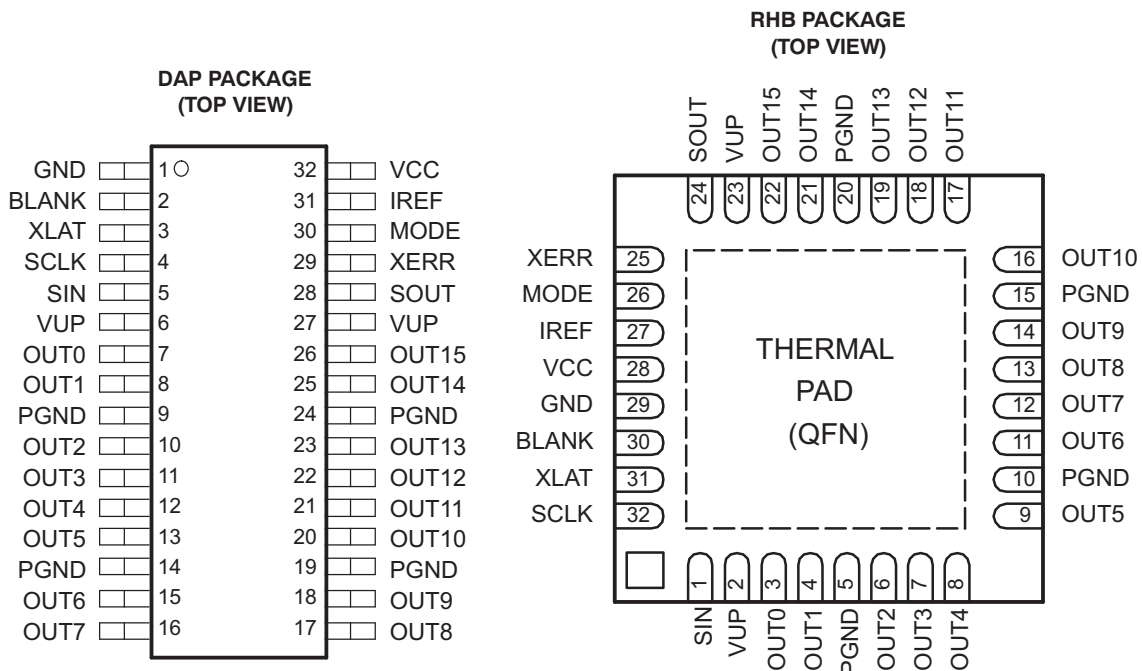 DAP PACKAGE
(TOP VIEW)
GND 1 32 VCC
BLANK 2 31 IREF
XLAT 3 30 MODE
SCLK 4 29 XERR
SIN 5 28 SOUT
VUP 6 27 VUP
OUT0 7 26 OUT15
OUT1 8 25 OUT14
PGND 9 24 PGND
OUT2 10 23 OUT13
OUT3 11 22 OUT12
OUT4 12 21 OUT11
OUT5 13 20 OUT10
PGND 14 19 PGND
OUT6 15 18 OUT9
OUT7 16 17 OUT8
RHB PACKAGE
(TOP VIEW)
SOUT VUP OUT15 OUT14 PGND OUT13 OUT12 OUT11
24 23 22 21 20 19 18 17
XERR 25 16 OUT10
MODE 26 15 PGND
IREF 27 14 OUT9
VCC 28 13 OUT8
GND 29 12 OUT7
BLANK 30 11 OUT6
XLAT 31 10 PGND
SCLK 32 9 OUT5
THERMAL
PAD
(QFN)
1 2 3 4 5 6 7 8
SIN VUP OUT0 OUT1 PGND OUT2 OUT3 OUT4